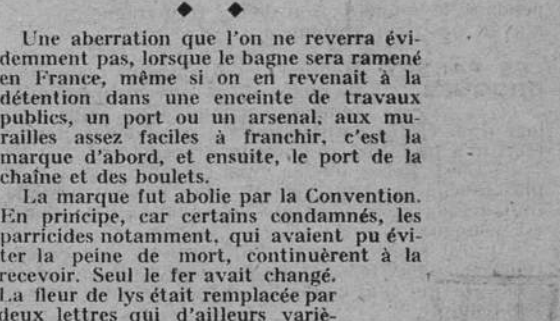 Une aberration que l'on ne reverra évi-
demment pas, lorsque le bagne sera ramené
en France, même si on en revenait à la
détention dans une enceinte de travaux
publics, un port ou un arsenal, aux mu-
railles assez faciles à franchir, c'est la
marque d'abord, et ensuite, le port de la
chaîne et des boulets.
La marque fut abolie par la Convention.
En principe, car certains condamnés, les
parricides notamment, qui avaient pu évi-
ter la peine de mort, continuèrent à la
recevoir. Seul le fer avait changé.
La fleur de lys était remplacée par
deux lettres qui d'ailleurs variè-